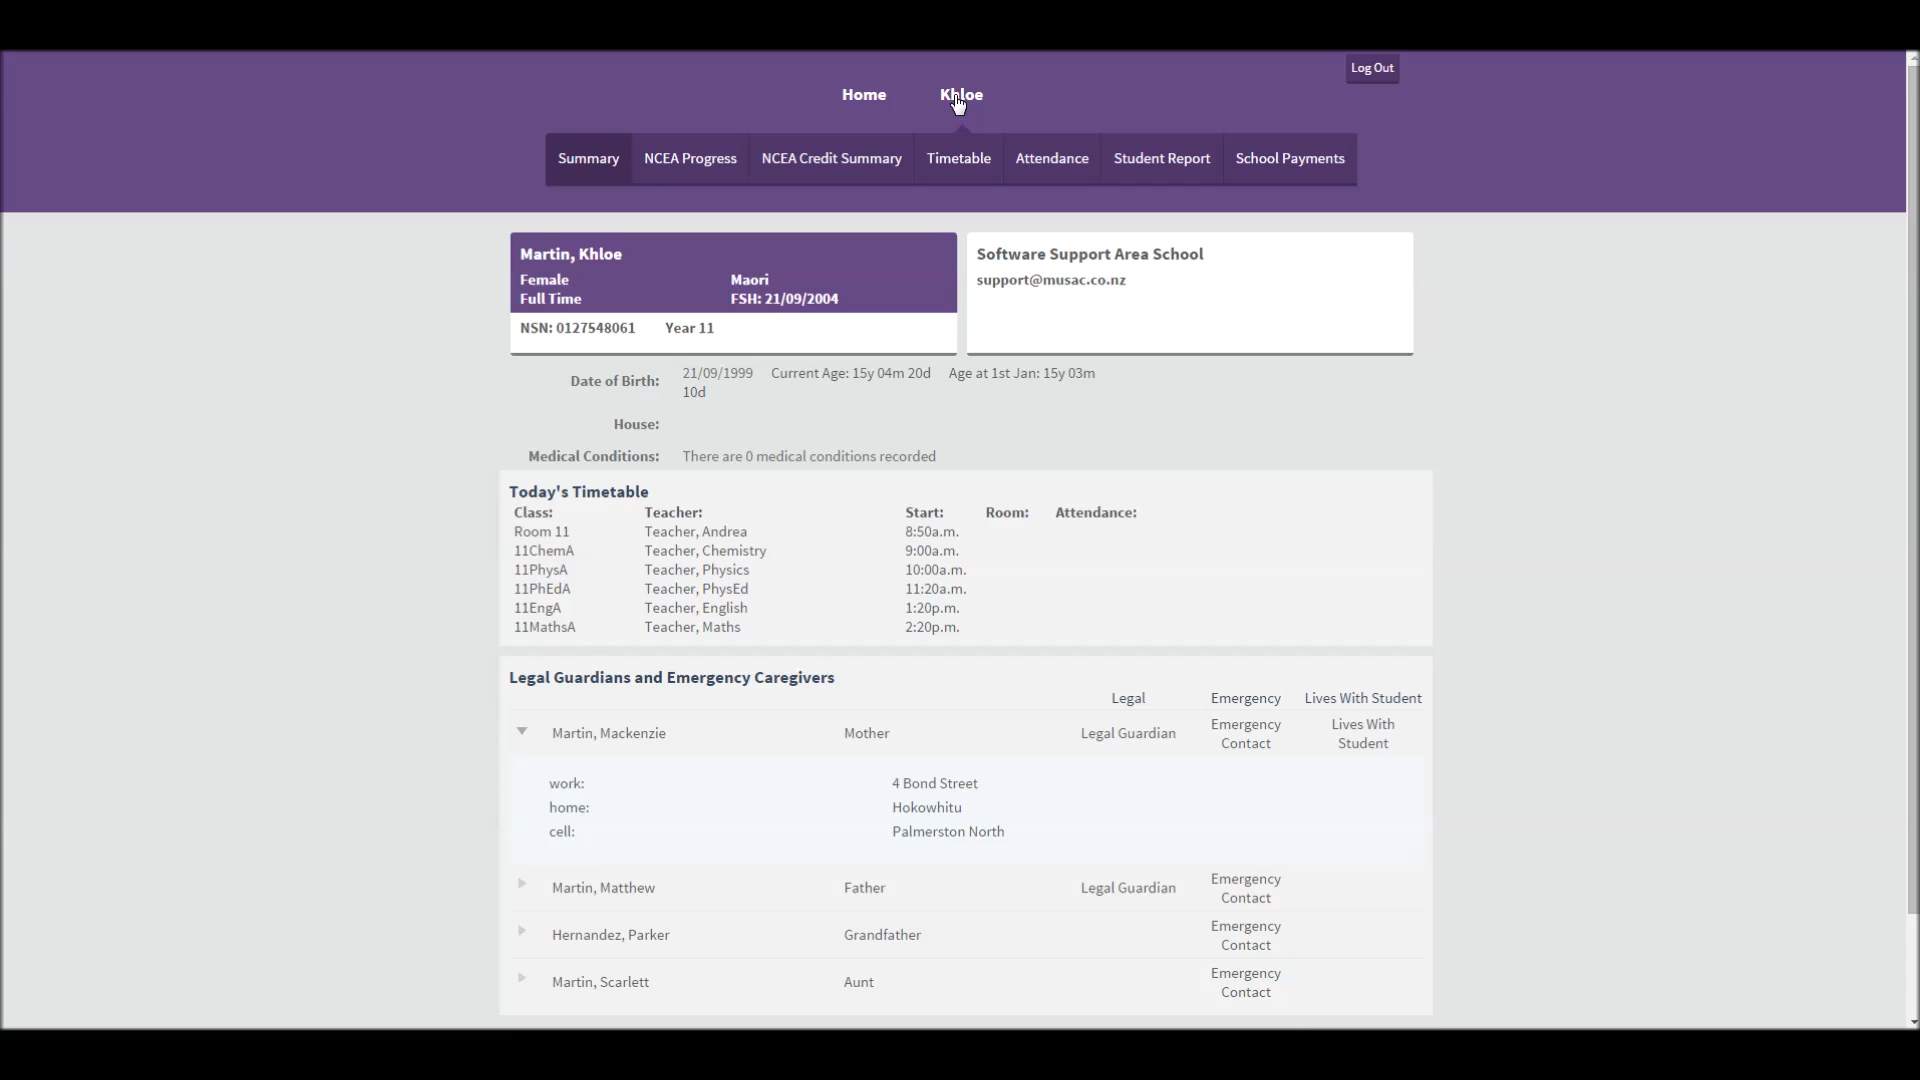 Log Out
Home Khloe
Summary NCEA Progress NCEA Credit Summary Timetable Attendance Student Report School Payments
Martin, Khloe
Female Maori
Full Time FSH: 21/09/2004
NSN: 0127548061 Year 11
Software Support Area School
support@musac.co.nz
Date of Birth: 21/09/1999 Current Age: 15y 04m 20d Age at 1st Jan: 15y 03m
10d
House:
Medical Conditions: There are 0 medical conditions recorded
Today's Timetable
Class: Teacher: Start: Room: Attendance:
Room 11 Teacher, Andrea 8:50a.m.
11ChemA Teacher, Chemistry 9:00a.m.
11PhysA Teacher, Physics 10:00a.m.
11PhEdA Teacher, PhysEd 11:20a.m.
11EngA Teacher, English 1:20p.m.
11MathsA Teacher, Maths 2:20p.m.
Legal Guardians and Emergency Caregivers
Legal Emergency Lives With Student
Martin, Mackenzie Mother Legal Guardian Emergency Contact Lives With Student
work: 4 Bond Street
home: Hokowhitu
cell: Palmerston North
Martin, Matthew Father Legal Guardian Emergency Contact
Hernandez, Parker Grandfather Emergency Contact
Martin, Scarlett Aunt Emergency Contact